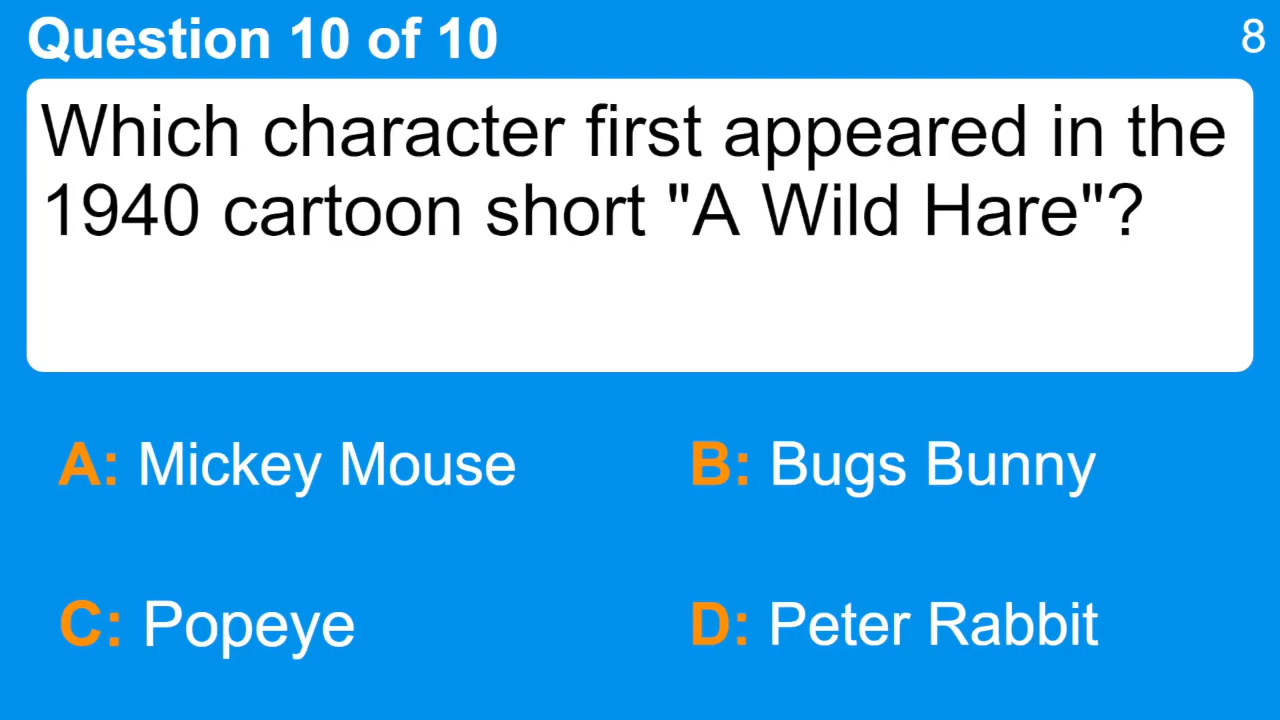 Question 10 of 10
8
Which character first appeared in the
1940 cartoon short "A Wild Hare"?
A: Mickey Mouse
B: Bugs Bunny
C: Popeye
D: Peter Rabbit